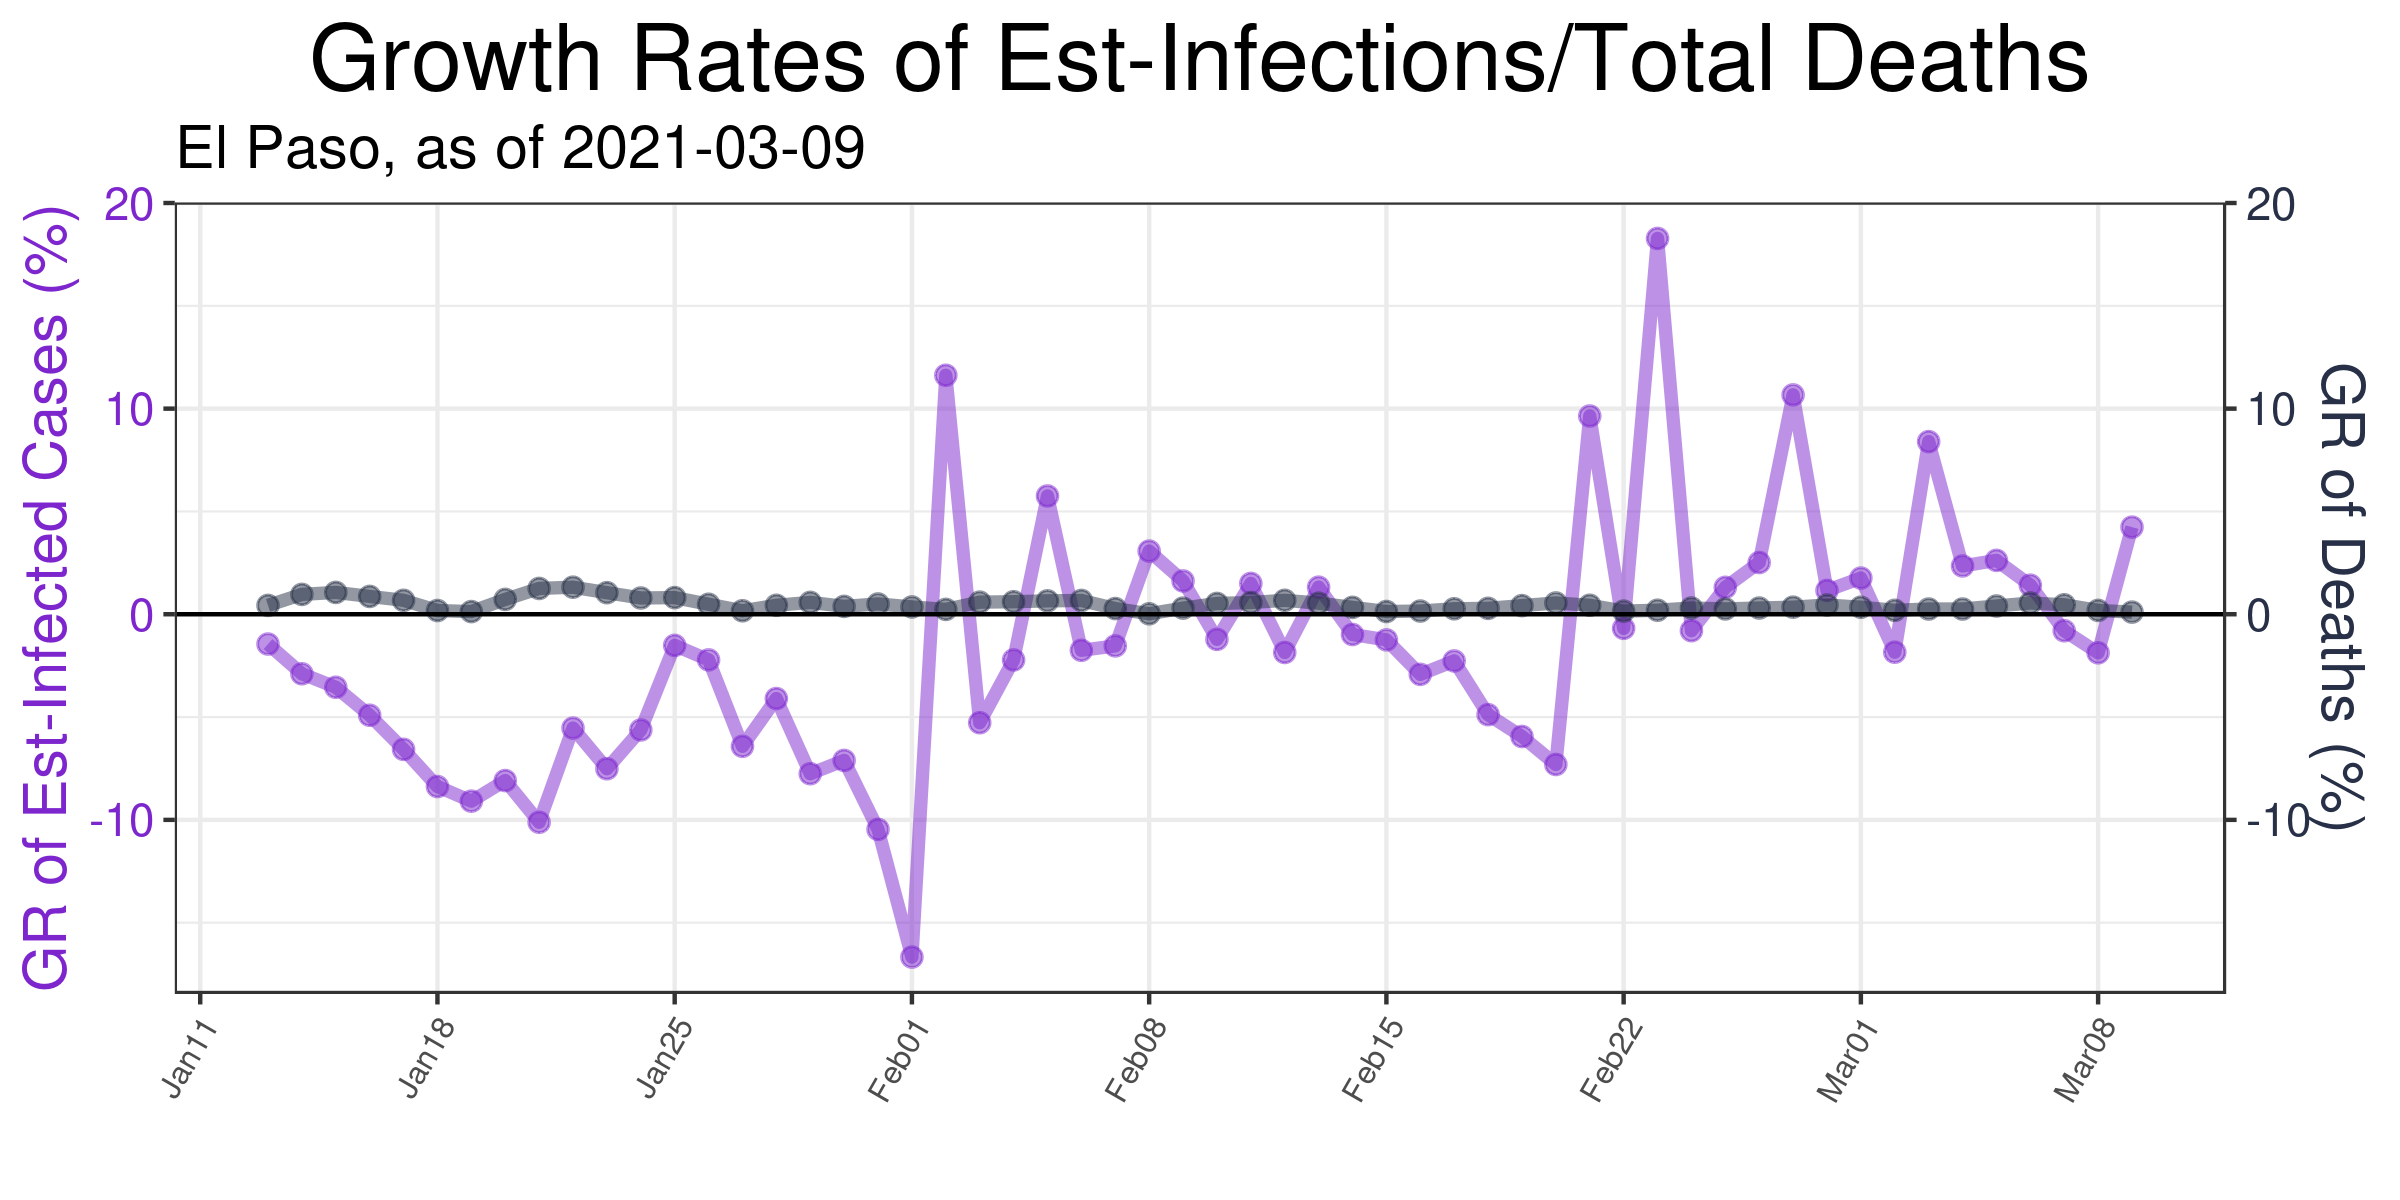 Growth Rates of Est-Infections/Total Deaths
El Paso, as of 2021-03-09
GR of Est-Infected Cases (%)
20
10
0
-10
20
10
0
-10
GR of Deaths (%)
Jan11
Jan18
Jan25
Feb01
Feb08
Feb15
Feb22
Mar01
Mar08